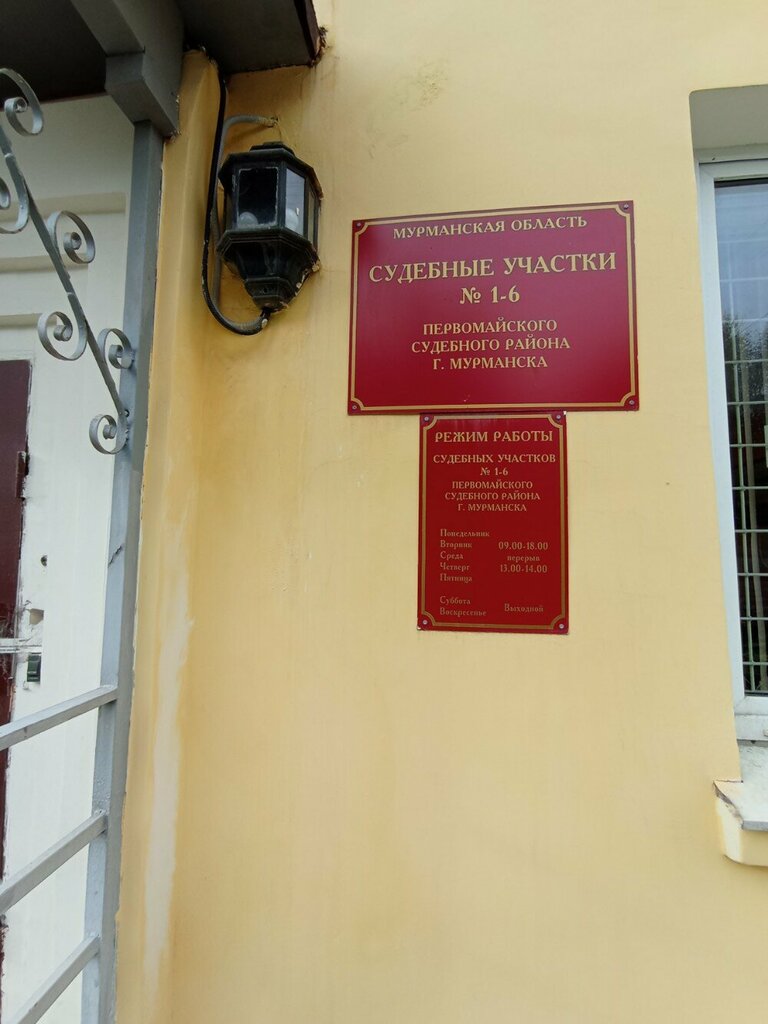 МУРМАНСКАЯ ОБЛАСТЬ
СУДЕБНЫЕ УЧАСТКИ
№ 1-6
ПЕРВОМАЙСКОГО
СУДЕБНОГО РАЙОНА
Г. МУРМАНСКА
РЕЖИМ РАБОТЫ
СУДЕБНЫХ УЧАСТКОВ
№ 1-6
ПЕРВОМАЙСКОГО
СУДЕБНОГО РАЙОНА
Г. МУРМАНСКА
Понедельник
Вторник 09.00-18.00
Среда перерыв
Четверг 13.00-14.00
Пятница
Суббота
Воскресенье Выходной